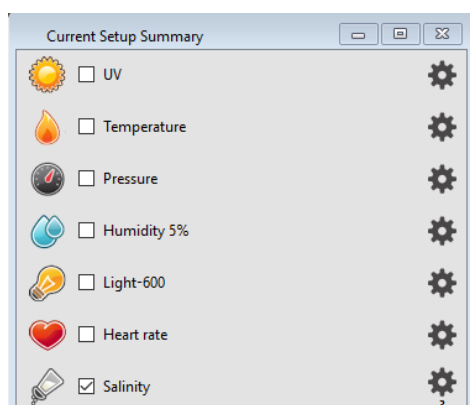 Current Setup Summary
UV
Temperature
Pressure
Humidity 5%
Light-600
Heart rate
Salinity